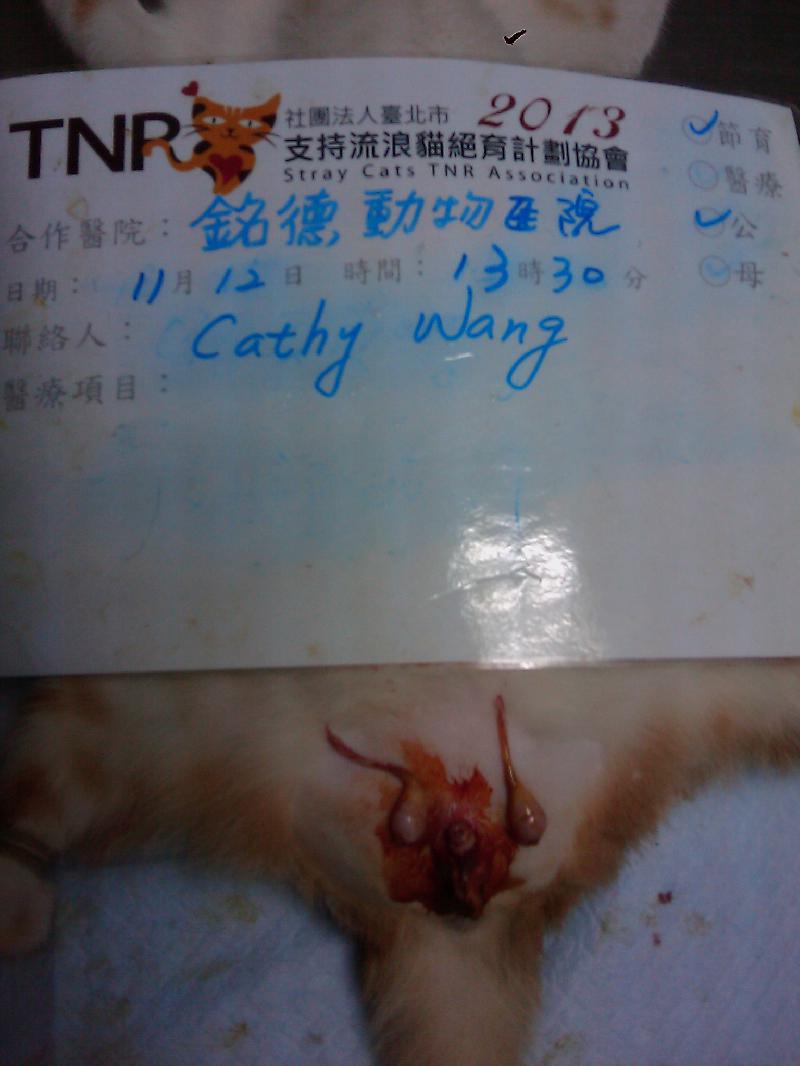 TNR
社團法人臺北市 2013
支持流浪貓絕育計劃協會
Stray Cats TNR Association
節育
醫療
公
母
合作醫院：銘德動物医院
日期：11月12日 時間：13時30分
聯絡人：Cathy Wang
醫療項目：